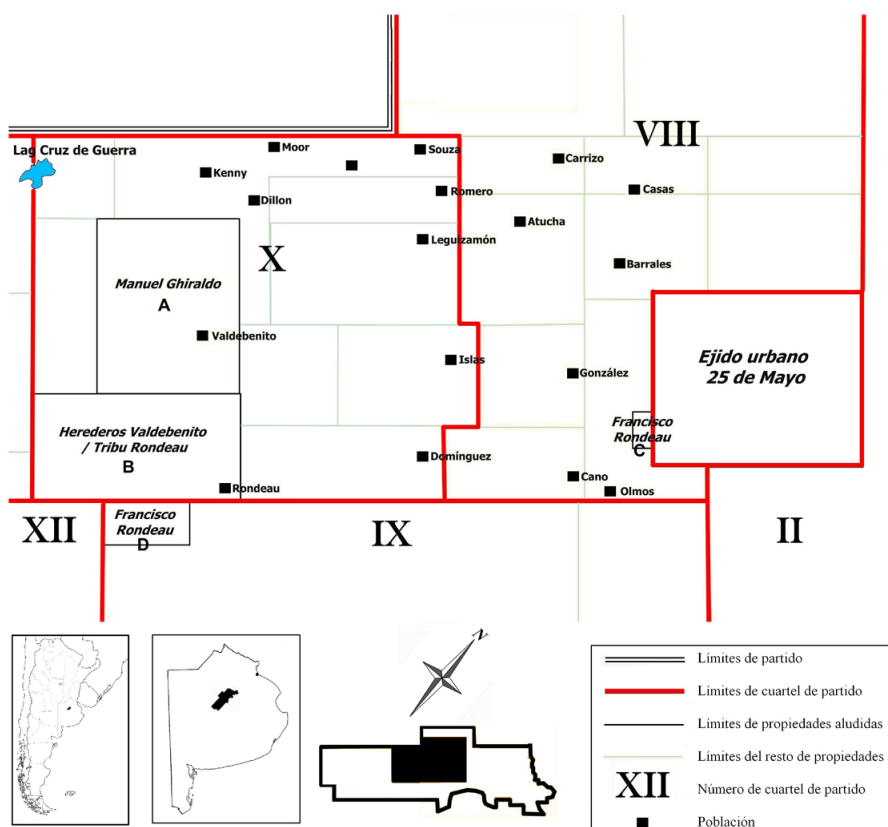 VIII
Lag Cruz de Guerra
Moor
Souza
Carrizo
Kenny
Dillon
Romero
Casas
Atucha
Leguízamón
X
Barrales
Manuel Ghiraldo
A
Valdebenito
Islas
González
Ejido urbano
25 de Mayo
Herederos Valdebenito
/ Tribu Rondeau
B
Francisco
Rondeau
C
Domínguez
Rondeau
Cano
Olmos
XII
Francisco
Rondeau
D
IX
II
N
Límites de partido
Limites de cuartel de partido
Límites de propiedades aludidas
Límites del resto de propiedades
XII
Número de cuartel de partido
Población